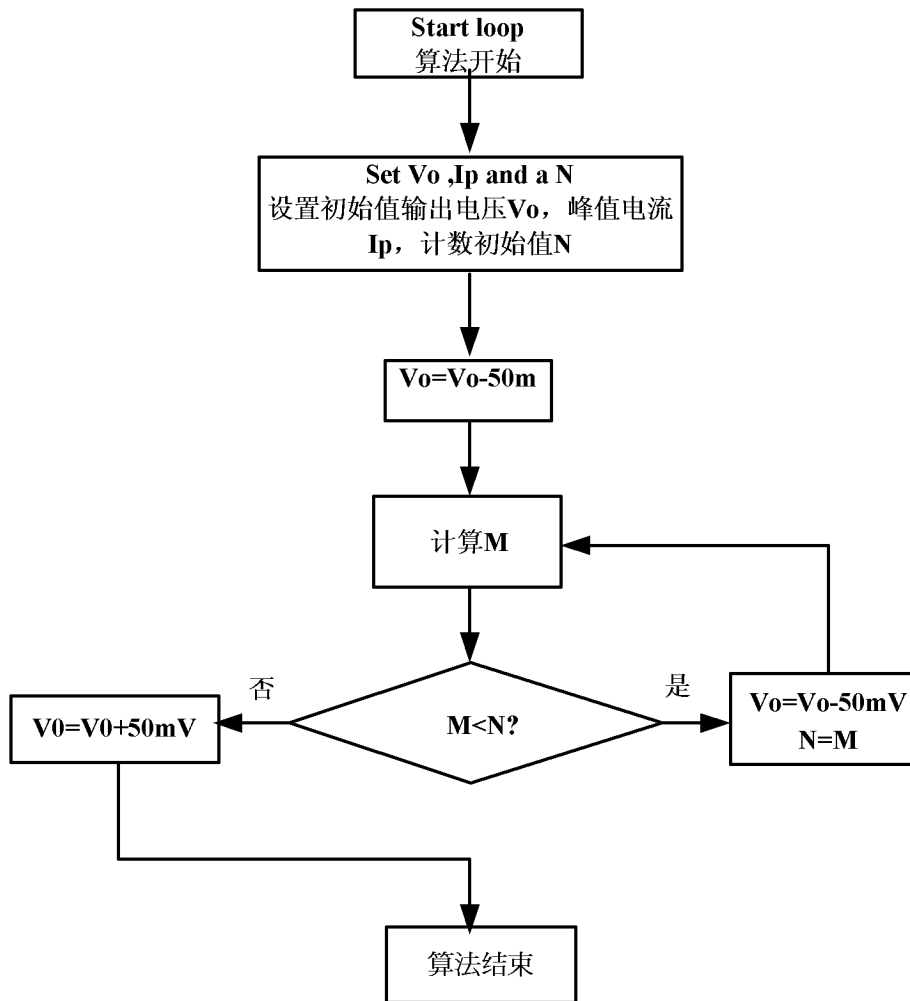 Start loop
算法开始
Set Vo ,Ip and a N
设置初始值输出电压Vo，峰值电流
Ip，计数初始值N
Vo=Vo-50m
计算M
否
是
V0=V0+50mV
M<N?
Vo=Vo-50mV
N=M
算法结束